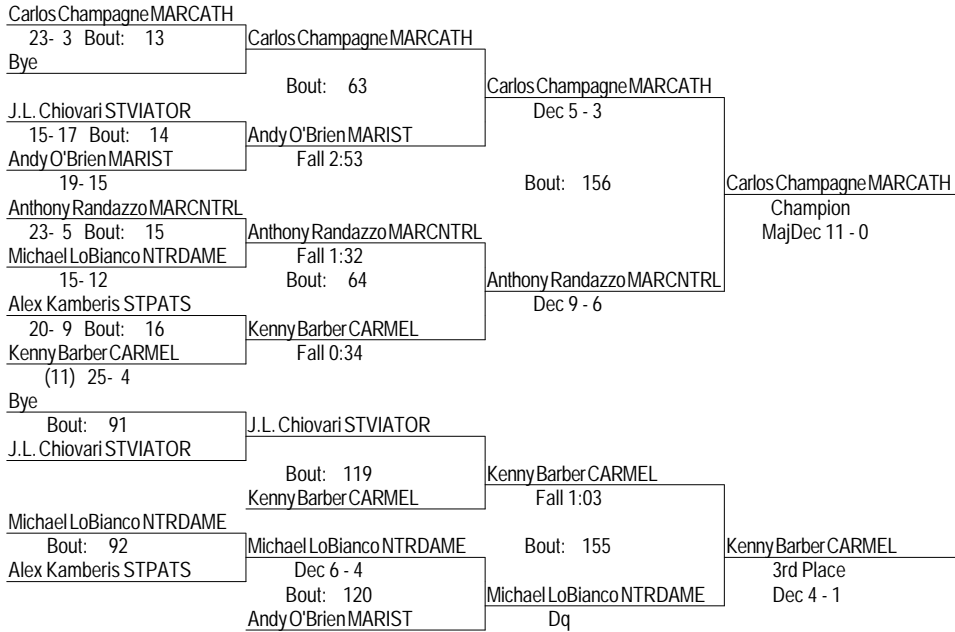 Carlos Champagne MARCATH
23- 3 Bout: 13
Carlos Champagne MARCATH
Bye
Bout: 63
Carlos Champagne MARCATH
J.L. Chiovari STVIATOR
Dec 5 - 3
15- 17 Bout: 14
Andy O'Brien MARIST
Andy O'Brien MARIST
Fall 2:53
19- 15
Bout: 156
Carlos Champagne MARCATH
Anthony Randazzo MARCNTRL
Champion
23- 5 Bout: 15
Anthony Randazzo MARCNTRL
MajDec 11 - 0
Michael LoBianco NTRDAME
Fall 1:32
15- 12
Bout: 64
Anthony Randazzo MARCNTRL
Alex Kamberis STPATS
Dec 9 - 6
20- 9 Bout: 16
Kenny Barber CARMEL
Kenny Barber CARMEL
Fall 0:34
(11) 25- 4
Bye
Bout: 91
J.L. Chiovari STVIATOR
J.L. Chiovari STVIATOR
Bout: 119
Kenny Barber CARMEL
Kenny Barber CARMEL
Fall 1:03
Michael LoBianco NTRDAME
Bout: 92
Michael LoBianco NTRDAME
Bout: 155
Kenny Barber CARMEL
Alex Kamberis STPATS
Dec 6 - 4
3rd Place
Bout: 120
Michael LoBianco NTRDAME
Dec 4 - 1
Andy O'Brien MARIST
Dq